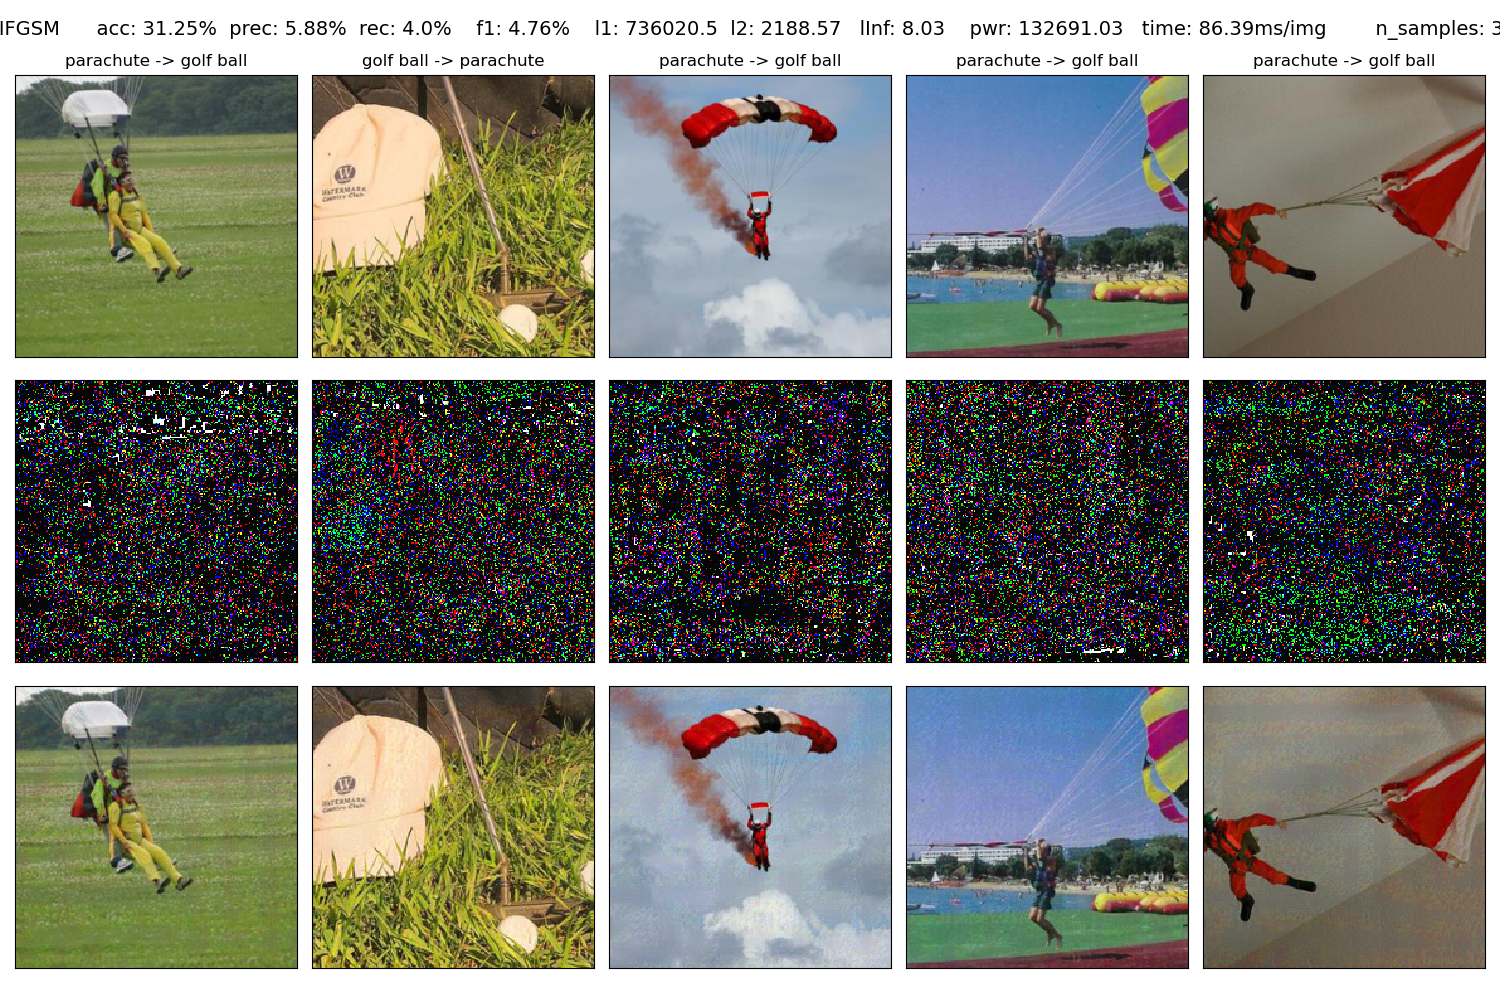 IFGSM acc: 31.25% prec: 5.88% rec: 4.0% f1: 4.76% l1: 736020.5 l2: 2188.57 lInf: 8.03 pwr: 132691.03 time: 86.39ms/img n_samples: 3
parachute -> golf ball
golf ball -> parachute
parachute -> golf ball
parachute -> golf ball
parachute -> golf ball
W
Country Club
W
Country Club